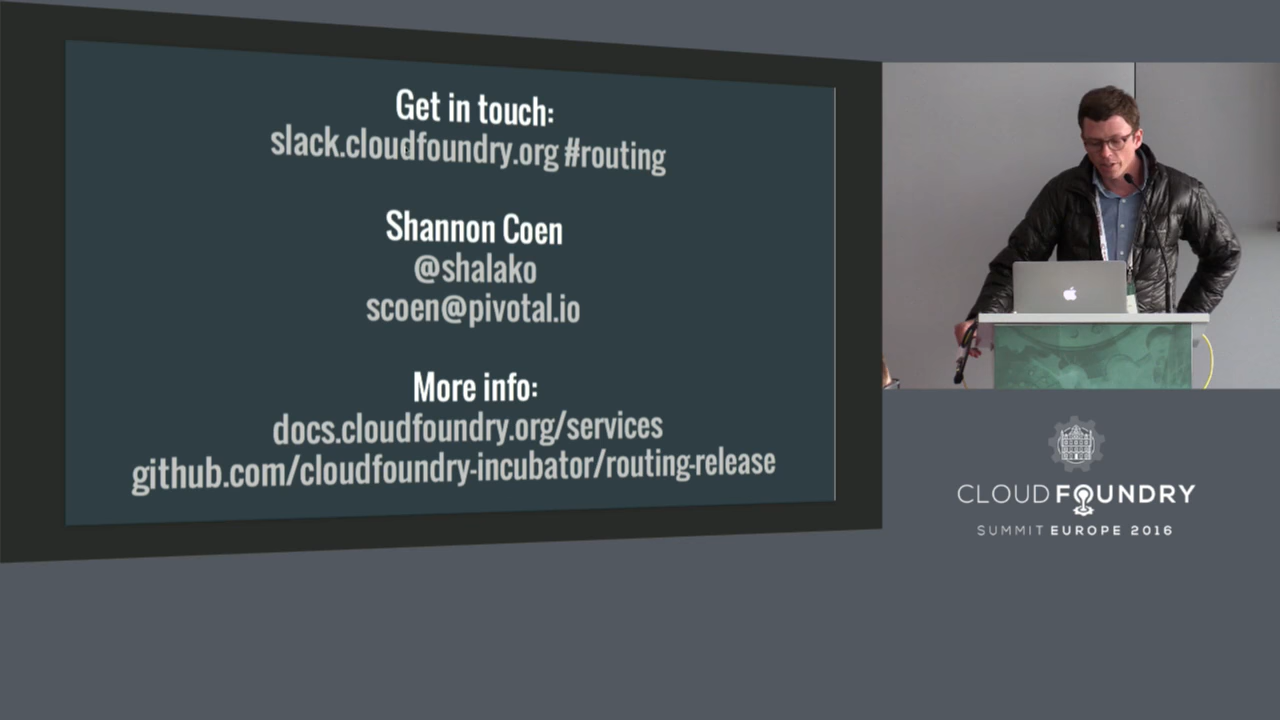 Get in touch:
slack.cloudfoundry.org #routing
Shannon Coen
@shalako
scoen@pivotal.io
More info:
docs.cloudfoundry.org/services
github.com/cloudfoundry-incubator/routing-release
CLOUD FOUNDRY
SUMMIT EUROPE 2016